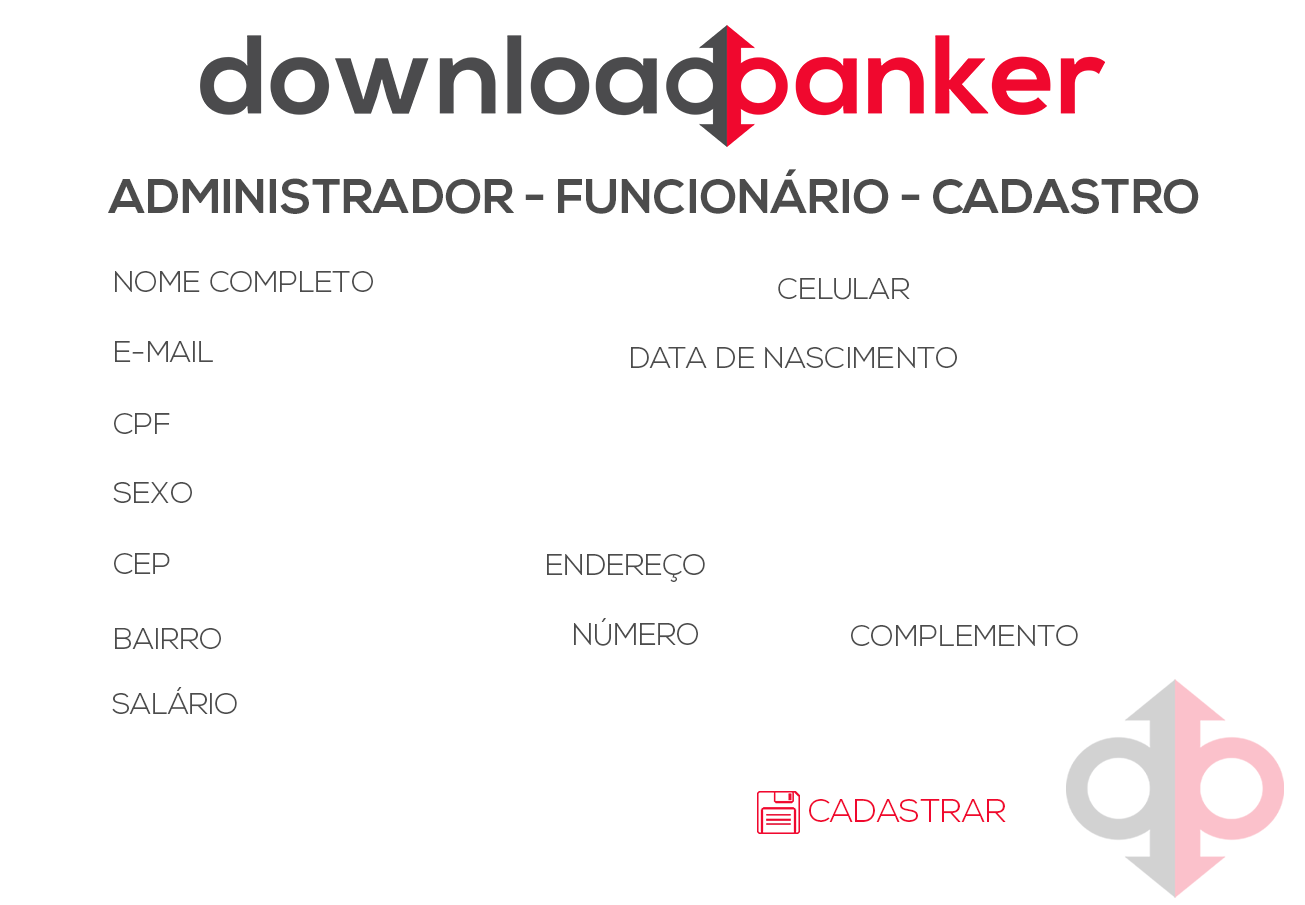 downloadbanker
ADMINISTRADOR - FUNCIONÁRIO - CADASTRO
NOME COMPLETO
CELULAR
E-MAIL
DATA DE NASCIMENTO
CPF
SEXO
CEP
ENDEREÇO
BAIRRO
NÚMERO
COMPLEMENTO
SALÁRIO
CADASTRAR